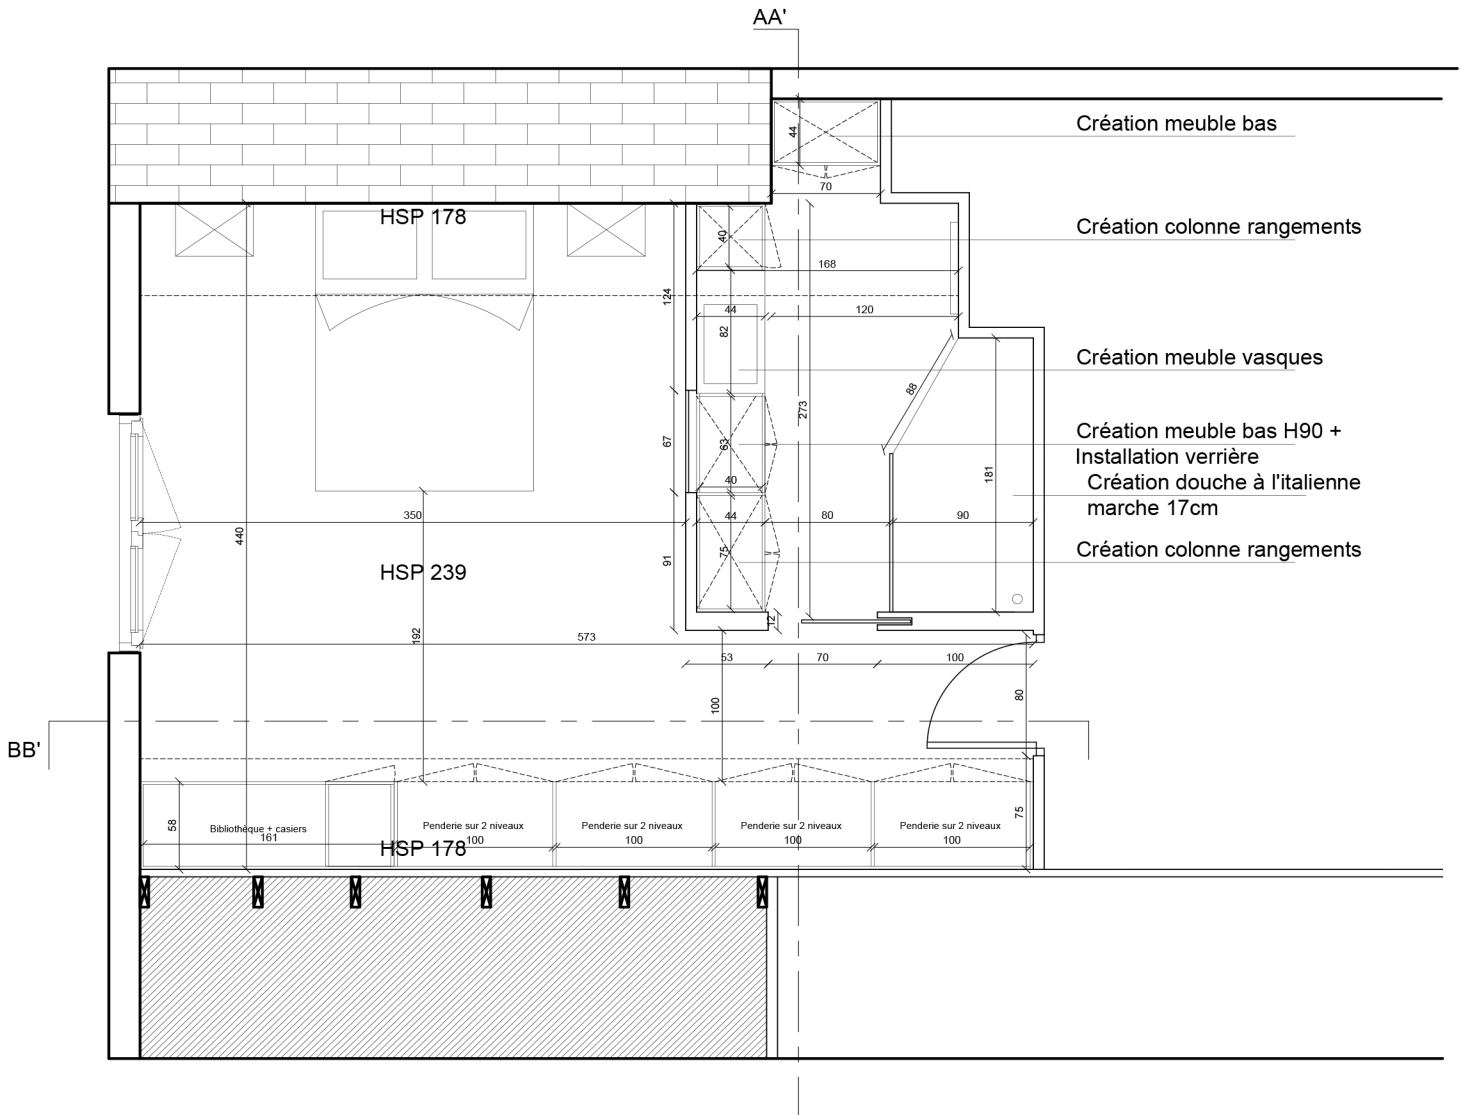 AA'
44
Création meuble bas
70
HSP 178
40
Création colonne rangements
168
124
44
120
82
Création meuble vasques
88
273
67
63
Création meuble bas H90 +
Installation verrière
40
181
Création douche à l'italienne
marche 17cm
350
44
80
90
440
75
91
Création colonne rangements
HSP 239
12
192
573
53
70
100
80
100
BB'
58
Bibliothèque + casiers
161
Penderie sur 2 niveaux
100
Penderie sur 2 niveaux
100
Penderie sur 2 niveaux
100
Penderie sur 2 niveaux
100
75
HSP 178